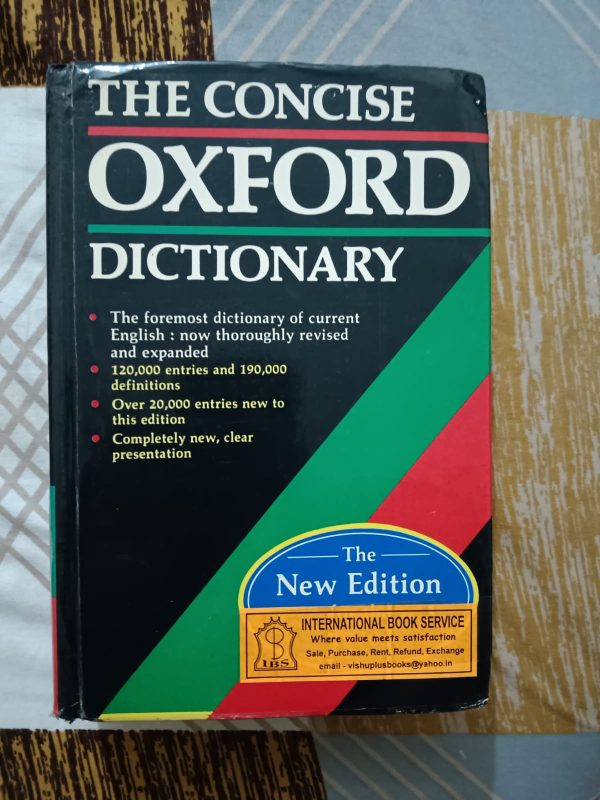 THE CONCISE
OXFORD
DICTIONARY
• The foremost dictionary of current
English : now thoroughly revised
and expanded
• 120,000 entries and 190,000
definitions
• Over 20,000 entries new to
this edition
• Completely new, clear
presentation
The
New Edition
INTERNATIONAL BOOK SERVICE
Where value meets satisfaction
Sale, Purchase, Rent, Refund, Exchange
email - vishuplusbooks@yahoo.in
IBS